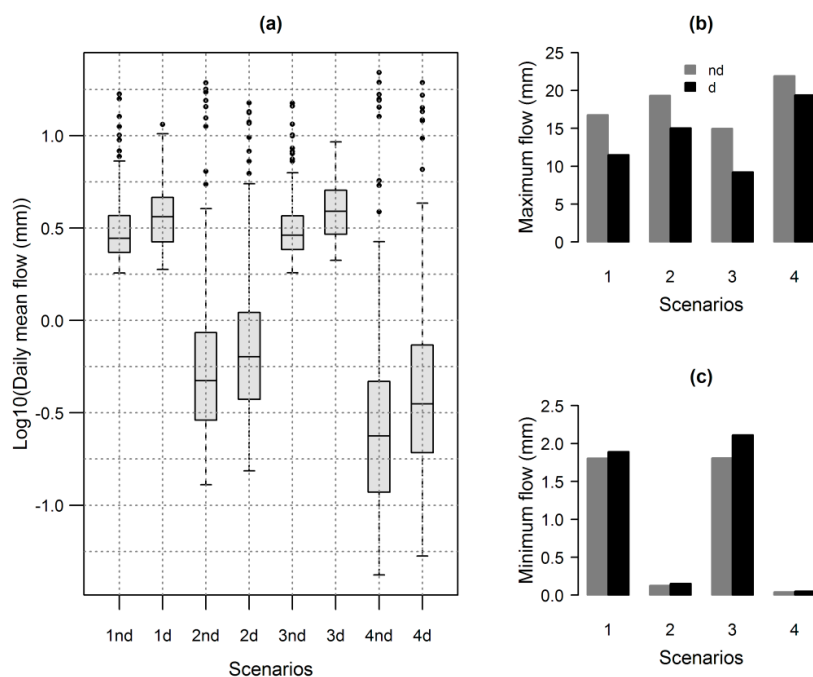 (a)
Log10(Daily mean flow (mm))
1.0
0.5
0.0
-0.5
-1.0
1nd 1d 2nd 2d 3nd 3d 4nd 4d
Scenarios
(b)
Maximum flow (mm)
25
20
15
10
5
0
nd
d
1 2 3 4
Scenarios
(c)
Minimum flow (mm)
2.5
2.0
1.5
1.0
0.5
0.0
1 2 3 4
Scenarios